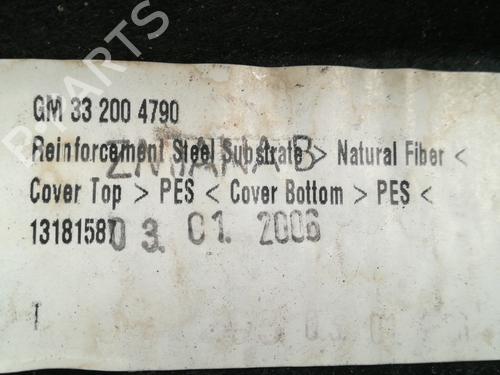 GM 33 200 4790
Reinforcement Steel Substrate > Natural Fiber <
Cover Top > PES < Cover Bottom > PES <
13181587
03. 01. 2006